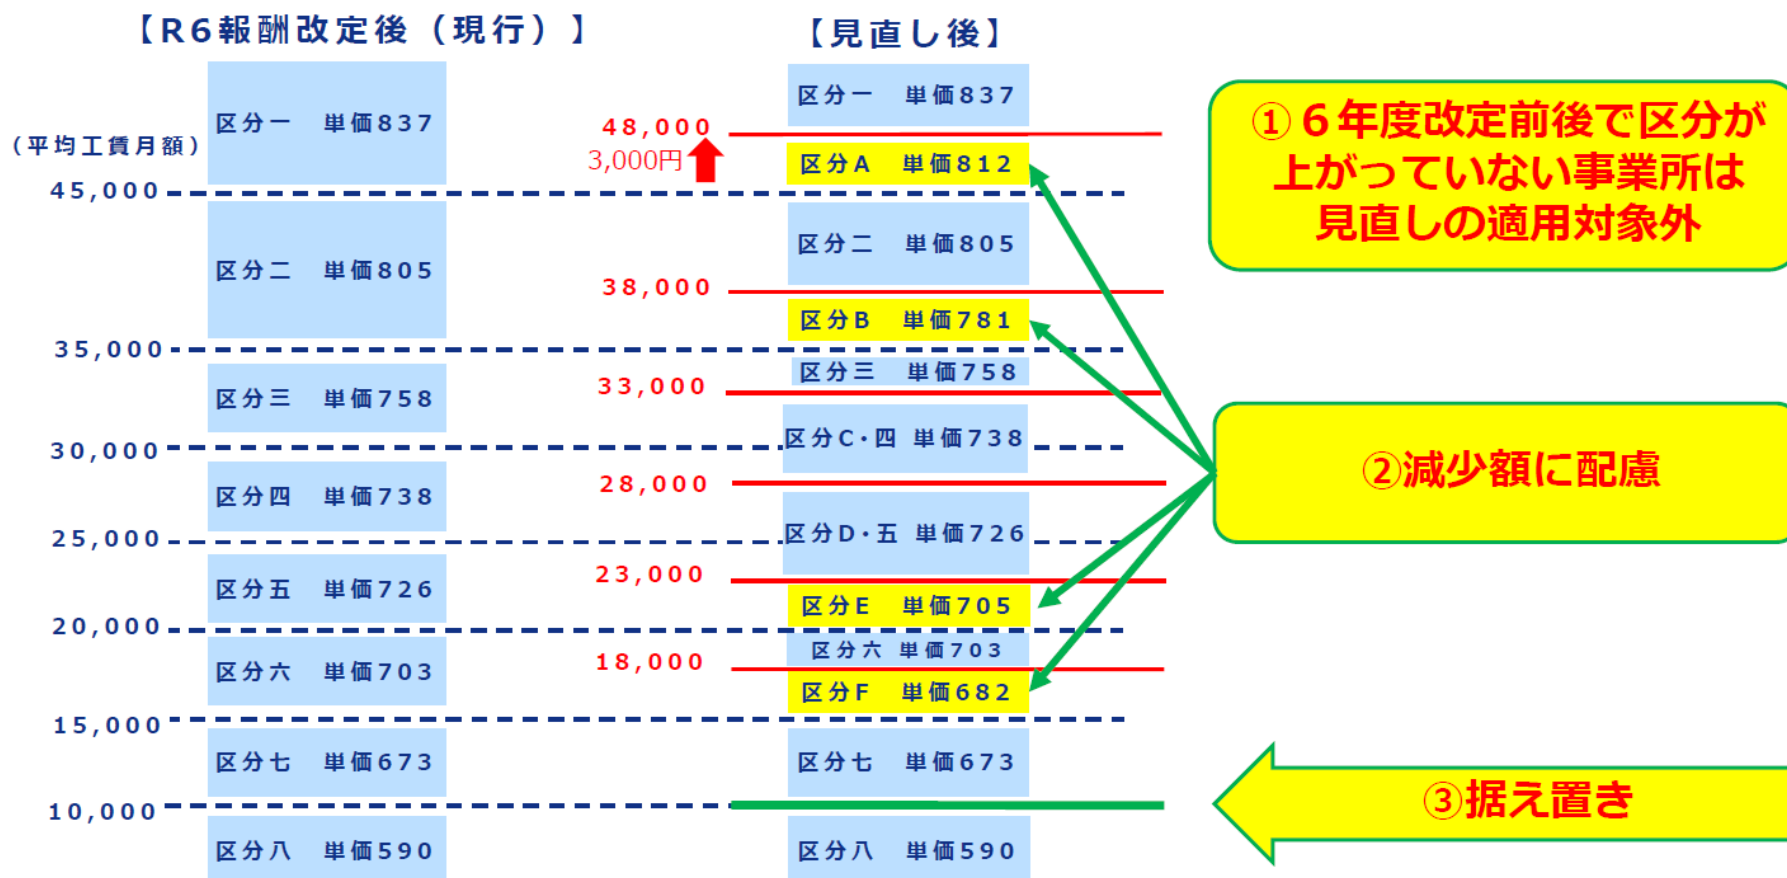 【R6報酬改定後（現行）】
【見直し後】
（平均工賃月額）
区分一　単価837
45,000
区分二　単価805
35,000
区分三　単価758
30,000
区分四　単価738
25,000
区分五　単価726
20,000
区分六　単価703
15,000
区分七　単価673
10,000
区分八　単価590
区分一　単価837
48,000
3,000円
区分A　単価812
区分二　単価805
38,000
区分B　単価781
区分三　単価758
33,000
区分C・四　単価738
28,000
区分D・五　単価726
23,000
区分E　単価705
区分六　単価703
18,000
区分F　単価682
区分七　単価673
区分八　単価590
①６年度改定前後で区分が
上がっていない事業所は
見直しの適用対象外
②減少額に配慮
③据え置き